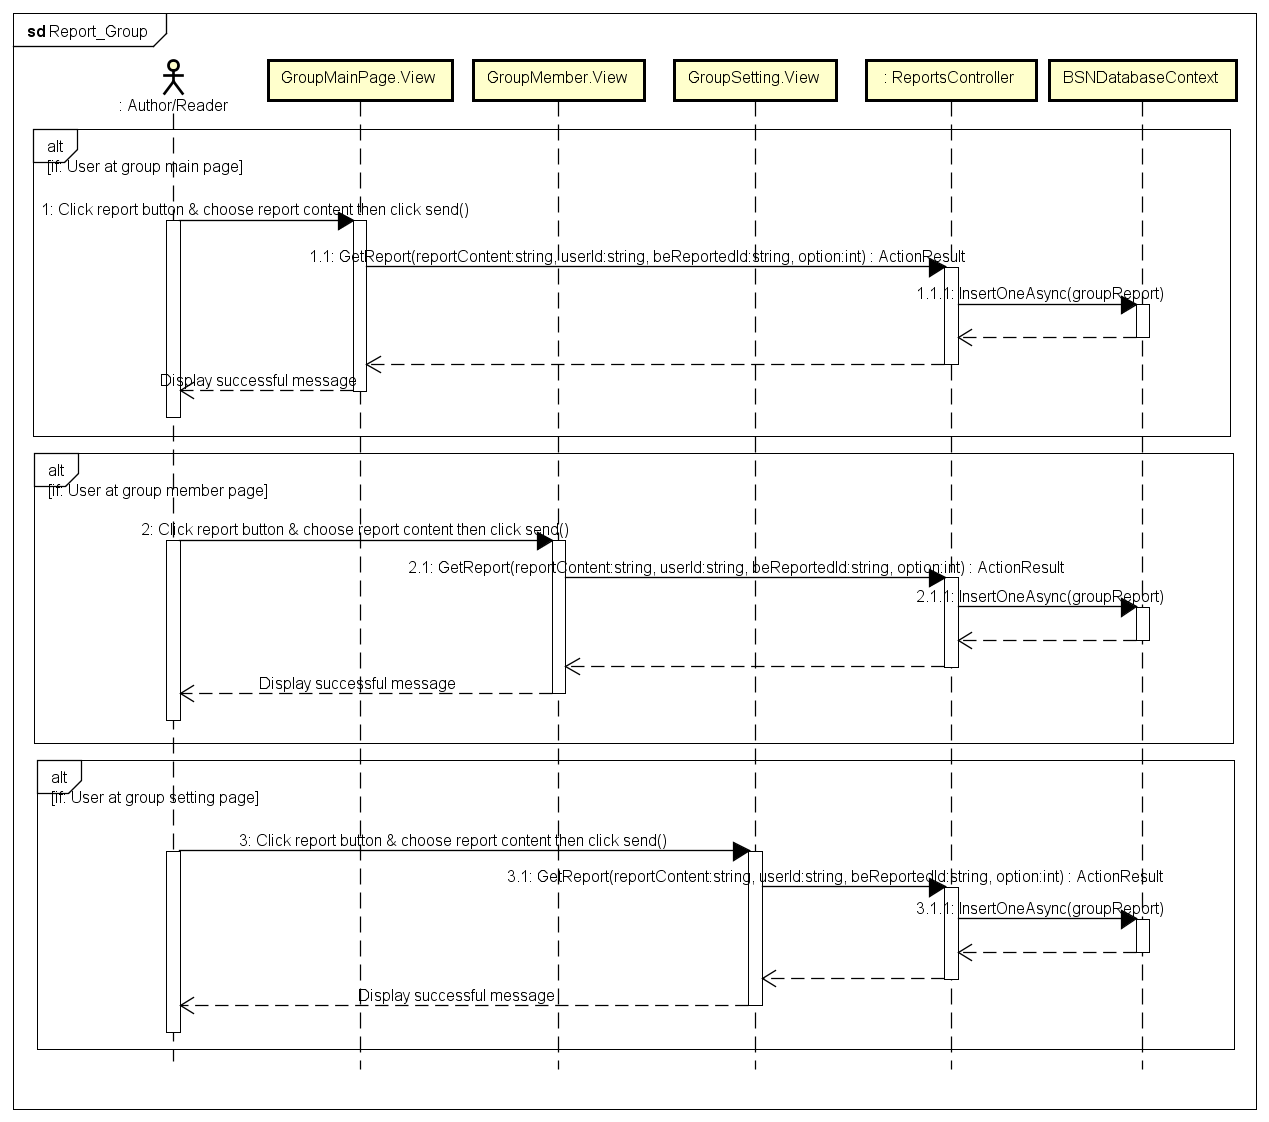 sd Report_Group
: Author/Reader
GroupMainPage.View
GroupMember.View
GroupSetting.View
: ReportsController
BSNDatabaseContext
alt
[if: User at group main page]
1: Click report button & choose report content then click send()
1.1: GetReport(reportContent:string, userId:string, beReportedId:string, option:int) : ActionResult
1.1.1: InsertOneAsync(groupReport)
Display successful message
alt
[if: User at group member page]
2: Click report button & choose report content then click send()
2.1: GetReport(reportContent:string, userId:string, beReportedId:string, option:int) : ActionResult
2.1.1: InsertOneAsync(groupReport)
Display successful message
alt
[if: User at group setting page]
3: Click report button & choose report content then click send()
3.1: GetReport(reportContent:string, userId:string, beReportedId:string, option:int) : ActionResult
3.1.1: InsertOneAsync(groupReport)
Display successful message